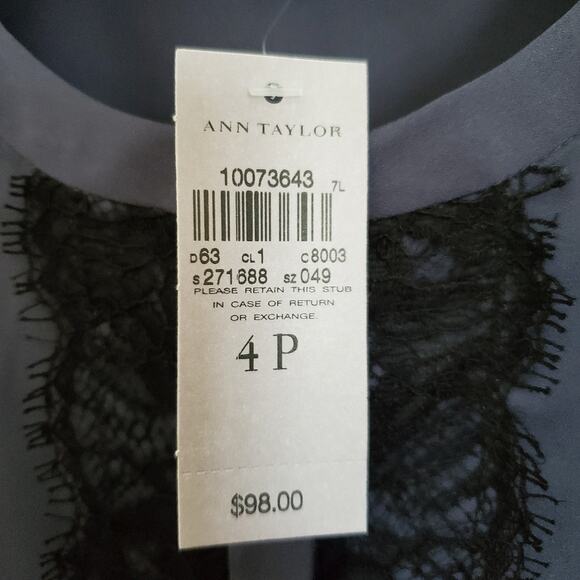 ANN TAYLOR
10073643 7L
D63 CL1 C8003
S271688 SZ049
PLEASE RETAIN THIS STUB
IN CASE OF RETURN
OR EXCHANGE.
4 P
$98.00